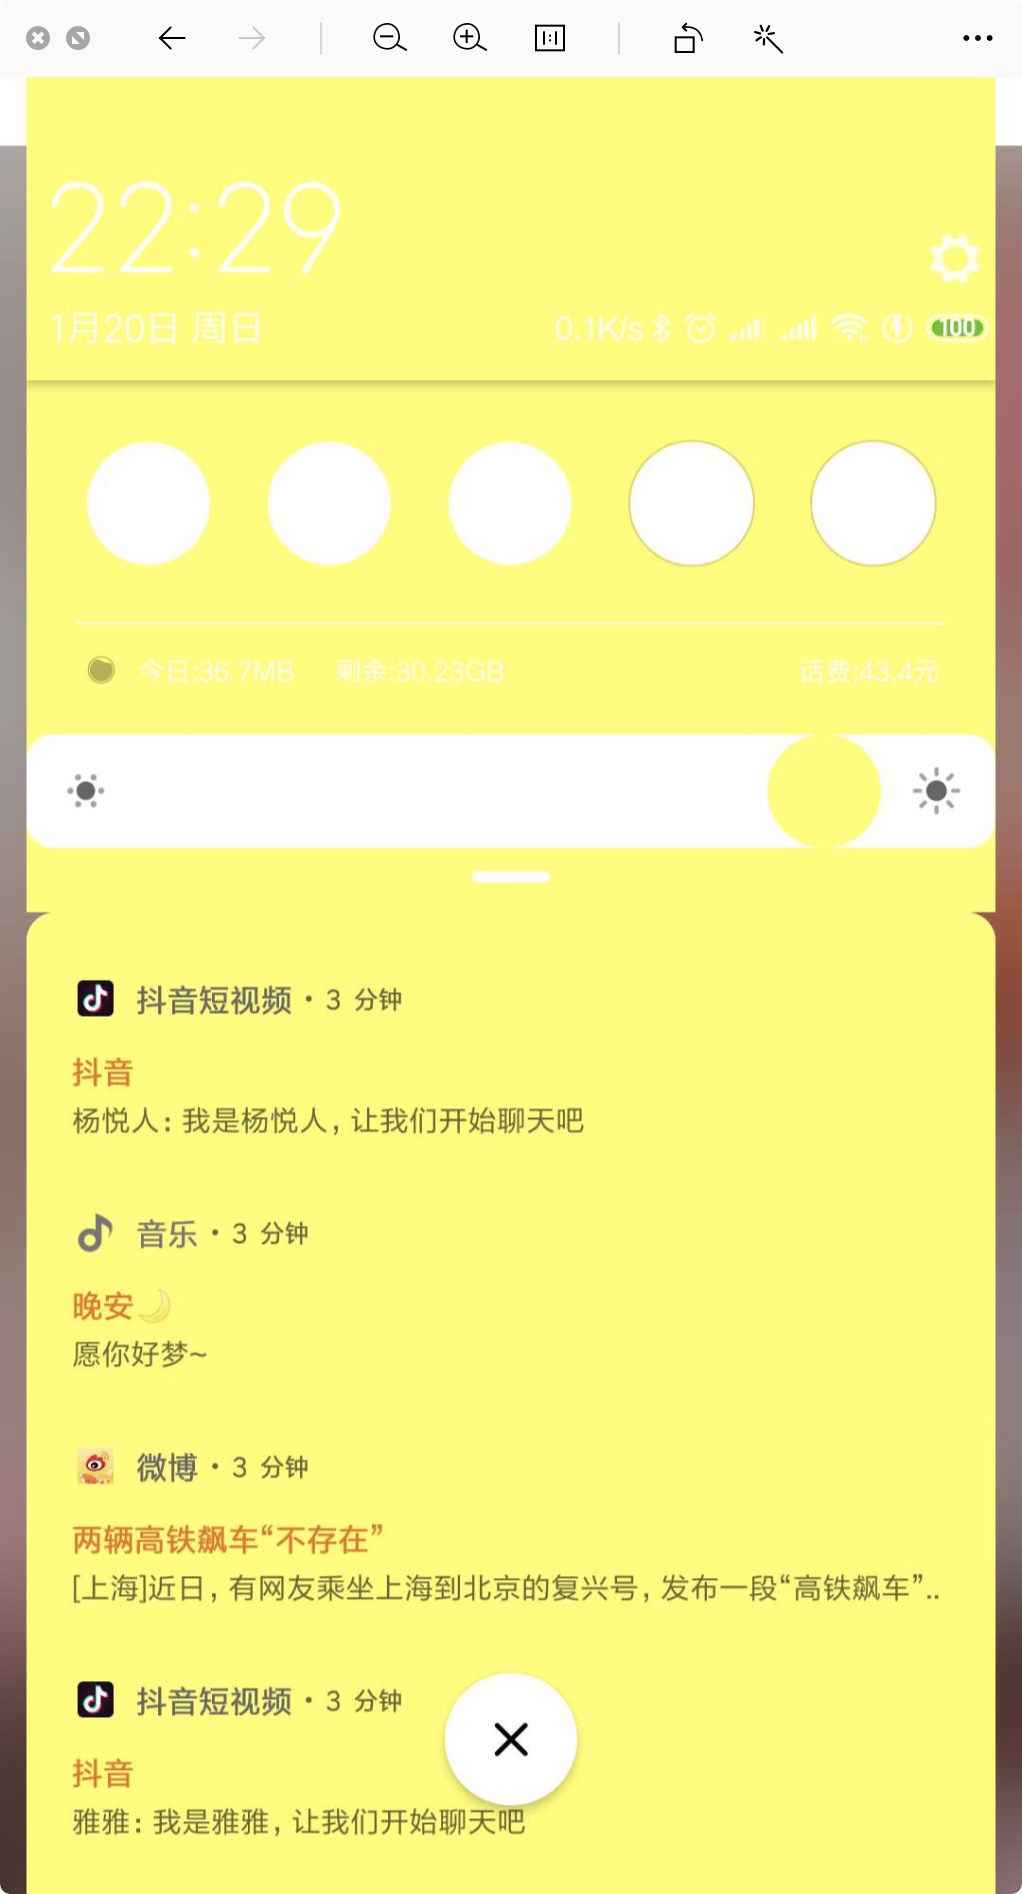 22:29
1月20日 周日
0.1K/s 100
今日:36.7MB 剩余:30.23GB 话费:43.4元
抖音短视频 · 3 分钟
抖音
杨悦人: 我是杨悦人, 让我们开始聊天吧
音乐 · 3 分钟
晚安🌙
愿你好梦~
微博 · 3 分钟
两辆高铁飙车“不存在”
[上海]近日, 有网友乘坐上海到北京的复兴号, 发布一段“高铁飙车”..
抖音短视频 · 3 分钟
抖音
雅雅: 我是雅雅, 让我们开始聊天吧